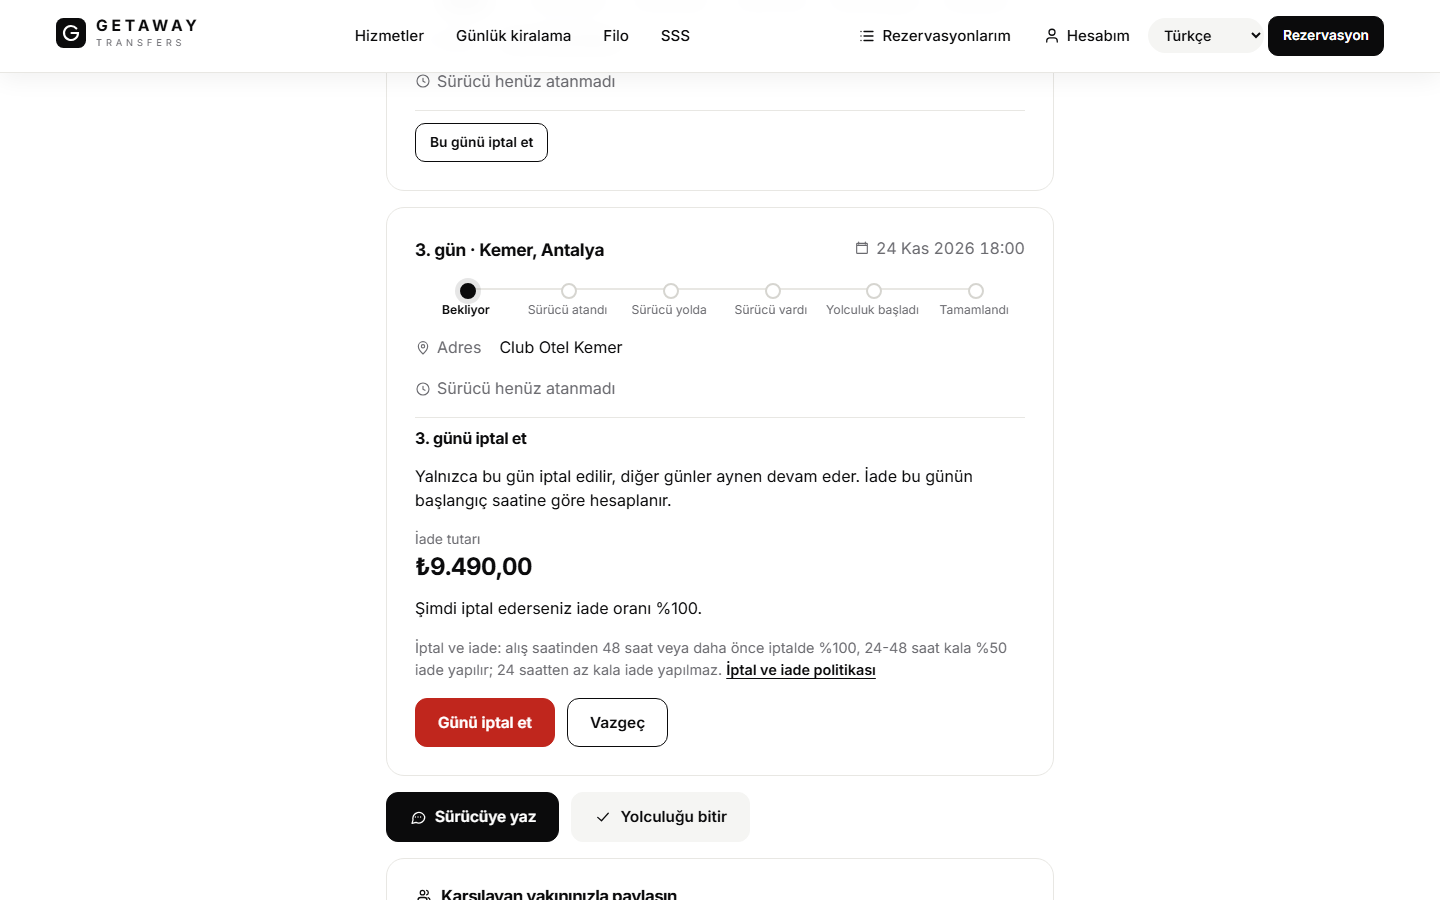 GETAWAY
TRANSFERS
Hizmetler
Günlük kiralama
Filo
SSS
Rezervasyonlarım
Hesabım
Türkçe
Rezervasyon
Sürücü henüz atanmadı
Bu günü iptal et
3. gün · Kemer, Antalya
24 Kas 2026 18:00
Bekliyor
Sürücü atandı
Sürücü yolda
Sürücü vardı
Yolculuk başladı
Tamamlandı
Adres Club Otel Kemer
Sürücü henüz atanmadı
3. günü iptal et
Yalnızca bu gün iptal edilir, diğer günler aynen devam eder. İade bu günün
başlangıç saatine göre hesaplanır.
İade tutarı
₺9.490,00
Şimdi iptal ederseniz iade oranı %100.
İptal ve iade: alış saatinden 48 saat veya daha önce iptalde %100, 24-48 saat kala %50
iade yapılır; 24 saatten az kala iade yapılmaz. İptal ve iade politikası
Günü iptal et
Vazgeç
Sürücüye yaz
Yolculuğu bitir
Karşılayan yakınınızla paylaşın